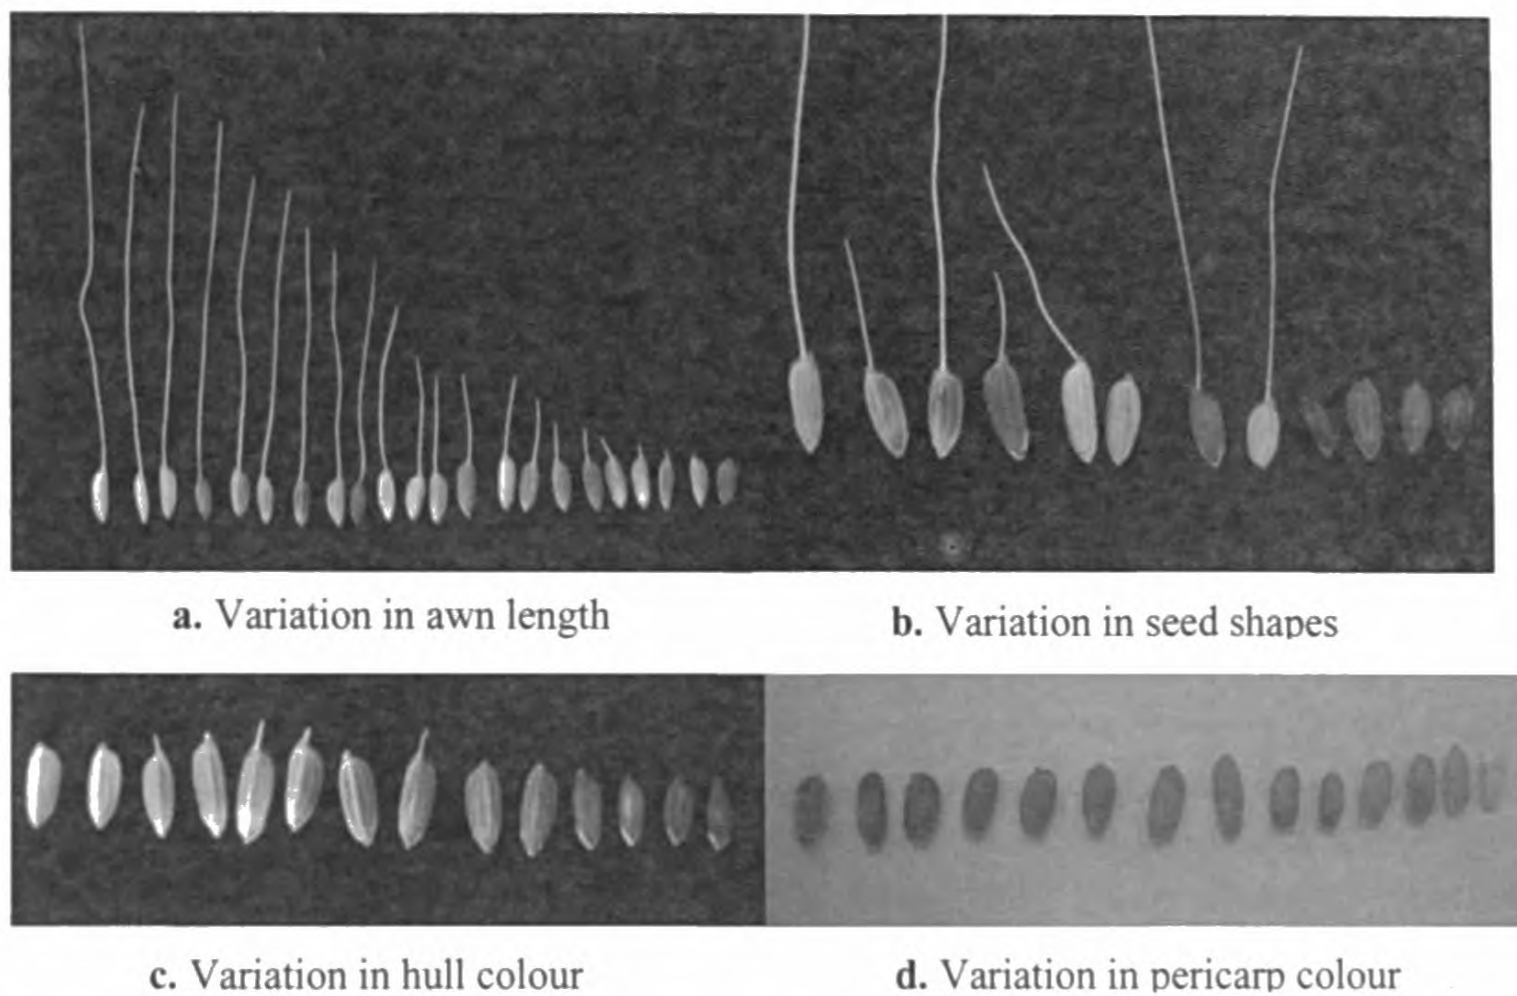 a. Variation in awn length
b. Variation in seed shapes
c. Variation in hull colour
d. Variation in pericarp colour